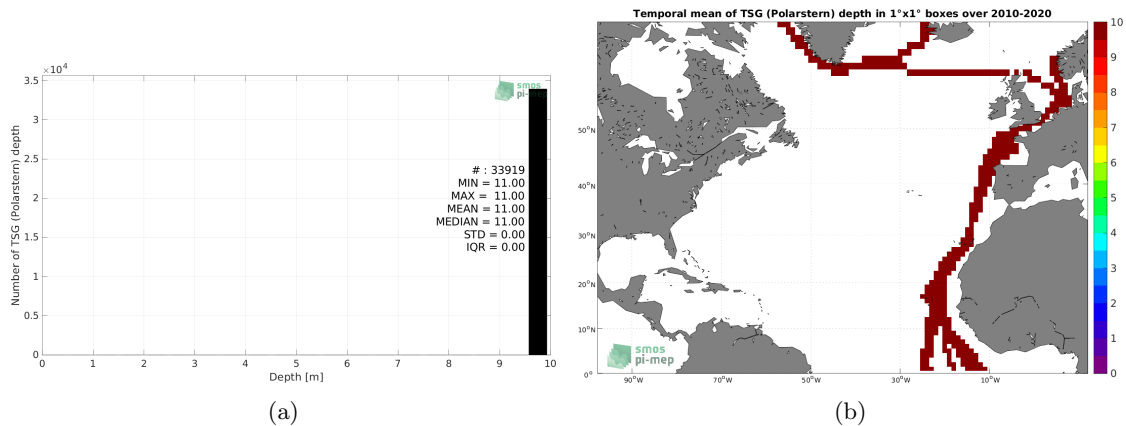 ×10⁴
3.5
3
2.5
2
1.5
1
0.5
0
Number of TSG (Polarstern) depth
smos
pi-mep
# : 33919
MIN = 11.00
MAX = 11.00
MEAN = 11.00
MEDIAN = 11.00
STD = 0.00
IQR = 0.00
0 1 2 3 4 5 6 7 8 9 10
Depth [m]
(a)
Temporal mean of TSG (Polarstern) depth in 1°x1° boxes over 2010-2020
50°N
40°N
30°N
20°N
10°N
0°
smos
pi-mep
90°W 70°W 50°W 30°W 10°W
10
9
8
7
6
5
4
3
2
1
0
(b)